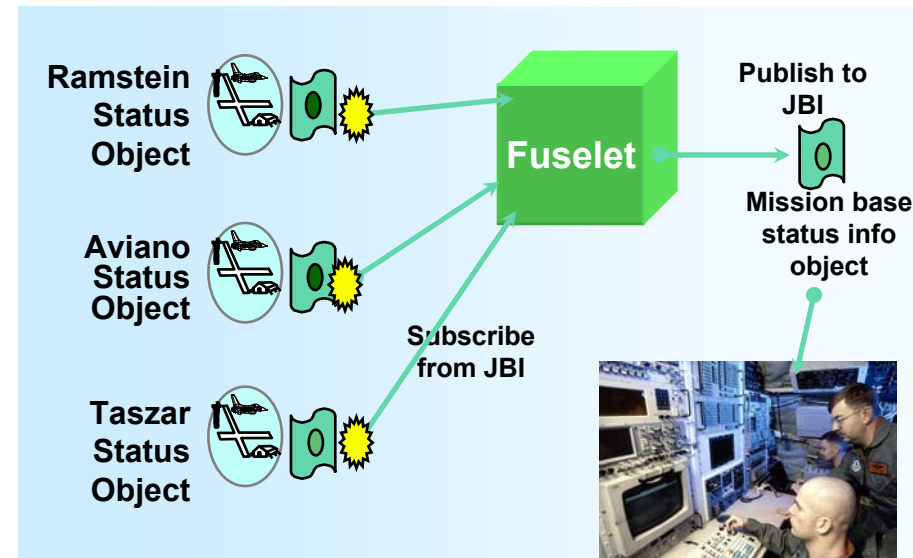 Ramstein
Status
Object
Aviano
Status
Object
Taszar
Status
Object
Subscribe
from JBI
Fuselet
Publish to
JBI
Mission base
status info
object